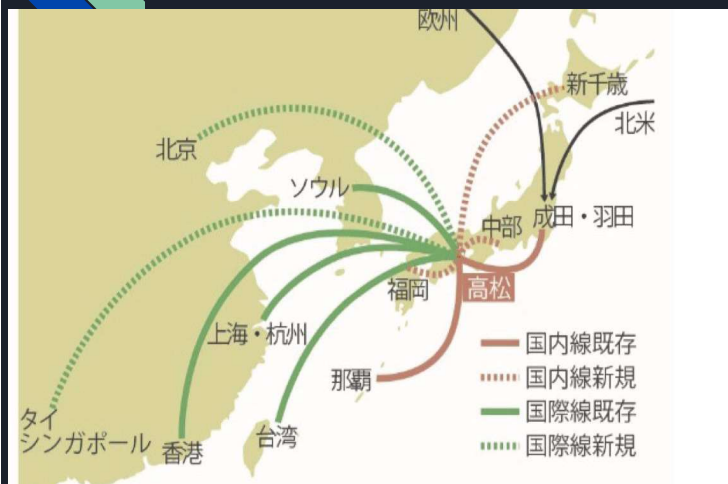 欧州
新千歳
北米
北京
ソウル
中部
成田・羽田
福岡
高松
上海・杭州
国内線既存
那覇
国内線新規
国際線既存
タイ
シンガポール
香港
台湾
国際線新規